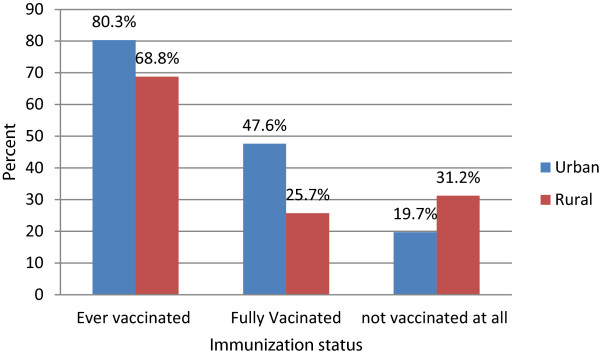 90
80
70
60
50
40
30
20
10
0
Percent
80.3%
68.8%
47.6%
25.7%
19.7%
31.2%
Ever vaccinated
Fully Vacinated
not vaccinated at all
Immunization status
Urban
Rural